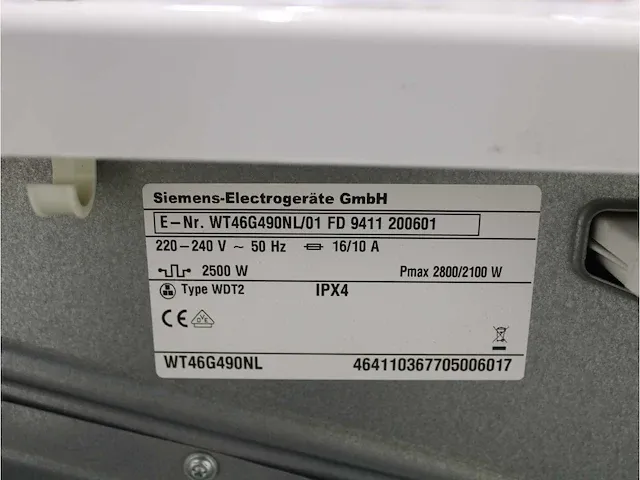 Siemens-Electrogeräte GmbH
E-Nr. WT46G490NL/01 FD 9411 200601
220-240 V ~ 50 Hz 16/10 A
2500 W Pmax 2800/2100 W
Type WDT2 IPX4
CE DVE
WT46G490NL 464110367705006017